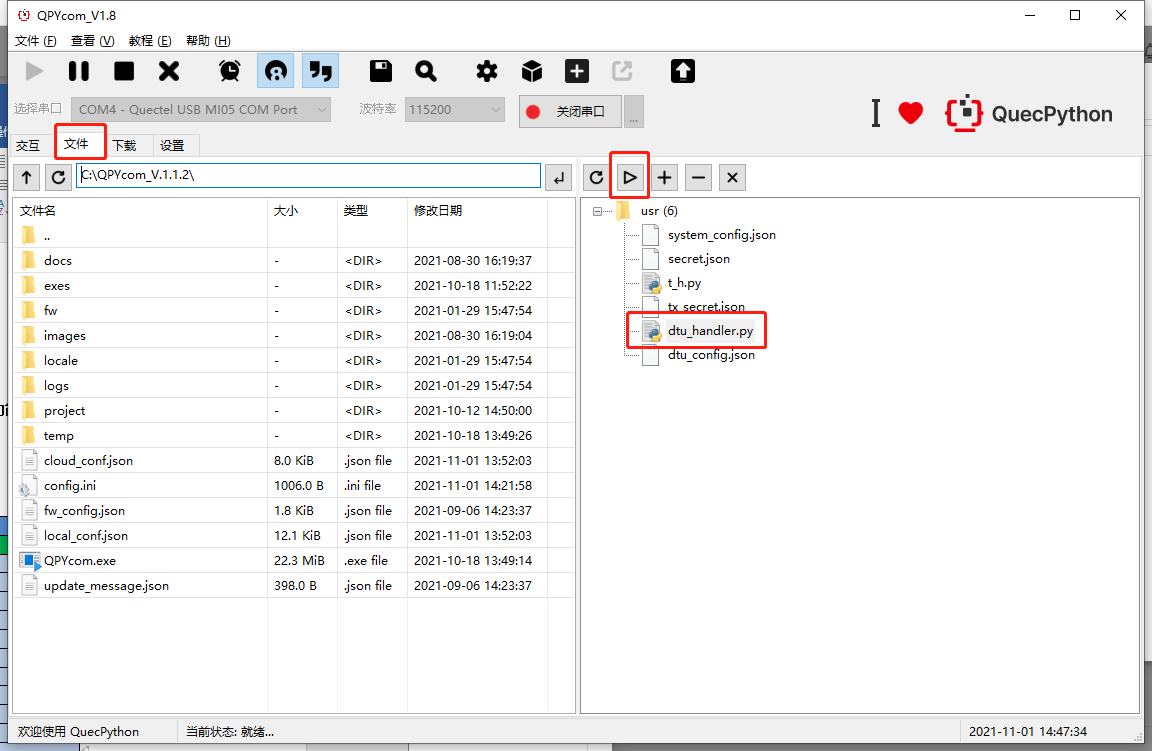 QPYcom_V1.8
文件 (F) 查看 (V) 教程 (E) 帮助 (H)
选择串口 COM4 - Quectel USB MI05 COM Port 波特率 115200 关闭串口 ...
QuecPython
交互 文件 下载 设置
C:\QPYcom_V.1.1.2\
文件名 大小 类型 修改日期
..
docs - <DIR> 2021-08-30 16:19:37
exes - <DIR> 2021-10-18 11:52:22
fw - <DIR> 2021-01-29 15:47:54
images - <DIR> 2021-08-30 16:19:04
locale - <DIR> 2021-01-29 15:47:54
logs - <DIR> 2021-01-29 15:47:54
project - <DIR> 2021-10-12 14:50:00
temp - <DIR> 2021-10-18 13:49:26
cloud_conf.json 8.0 KiB .json file 2021-11-01 13:52:03
config.ini 1006.0 B .ini file 2021-11-01 14:21:58
fw_config.json 1.8 KiB .json file 2021-09-06 14:23:37
local_conf.json 12.1 KiB .json file 2021-11-01 13:52:03
QPYcom.exe 22.3 MiB .exe file 2021-10-18 13:49:14
update_message.json 398.0 B .json file 2021-09-06 14:23:37
usr (6)
system_config.json
secret.json
t_h.py
tx_secret.json
dtu_handler.py
dtu_config.json
欢迎使用 QuecPython 当前状态: 就绪... 2021-11-01 14:47:34